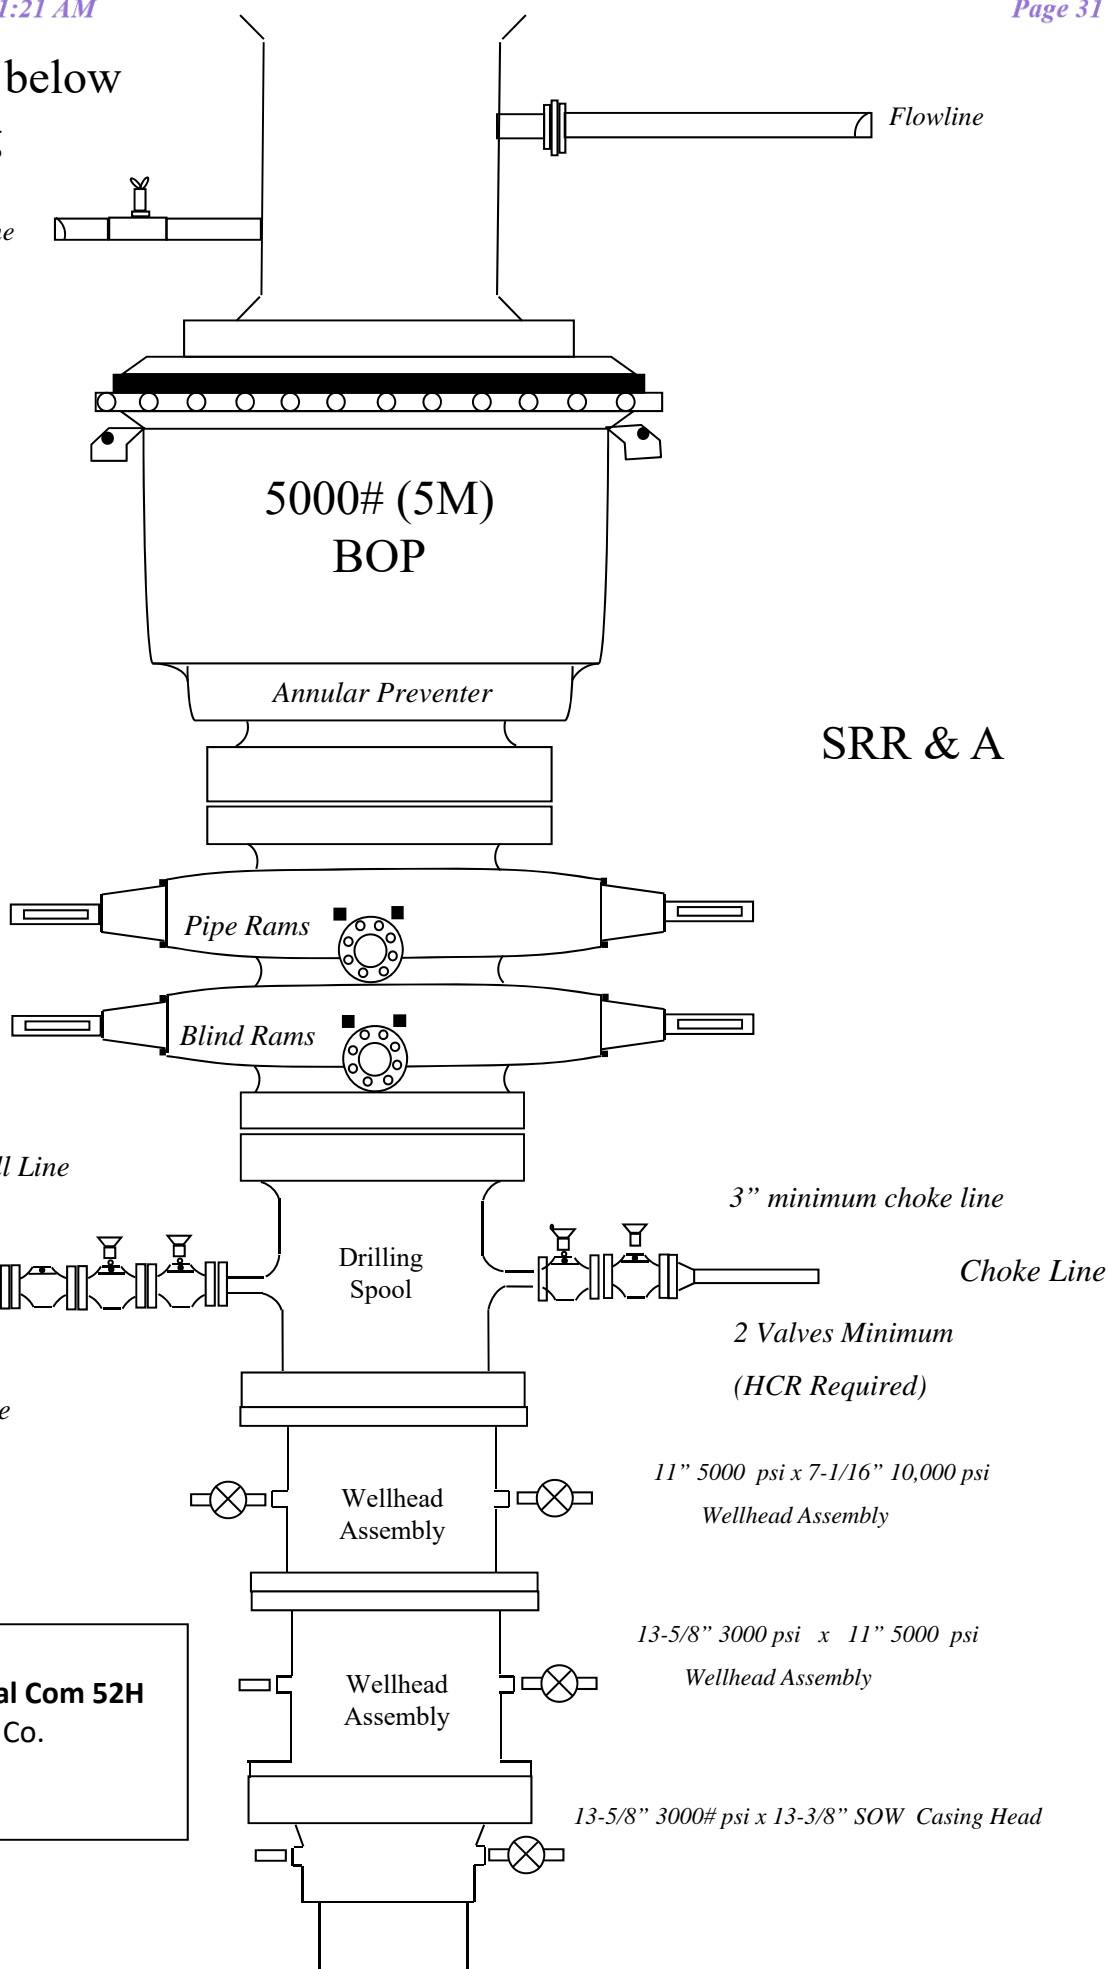 1:21 AM
Page 31
below
Flowline
5000# (5M)
BOP
Annular Preventer
SRR & A
Pipe Rams
Blind Rams
Line
3” minimum choke line
Drilling
Spool
Choke Line
2 Valves Minimum
(HCR Required)
11” 5000 psi x 7-1/16” 10,000 psi
Wellhead Assembly
Wellhead
Assembly
13-5/8” 3000 psi x 11” 5000 psi
Wellhead Assembly
Wellhead
Assembly
Com 52H
Co.
13-5/8” 3000# psi x 13-3/8” SOW Casing Head